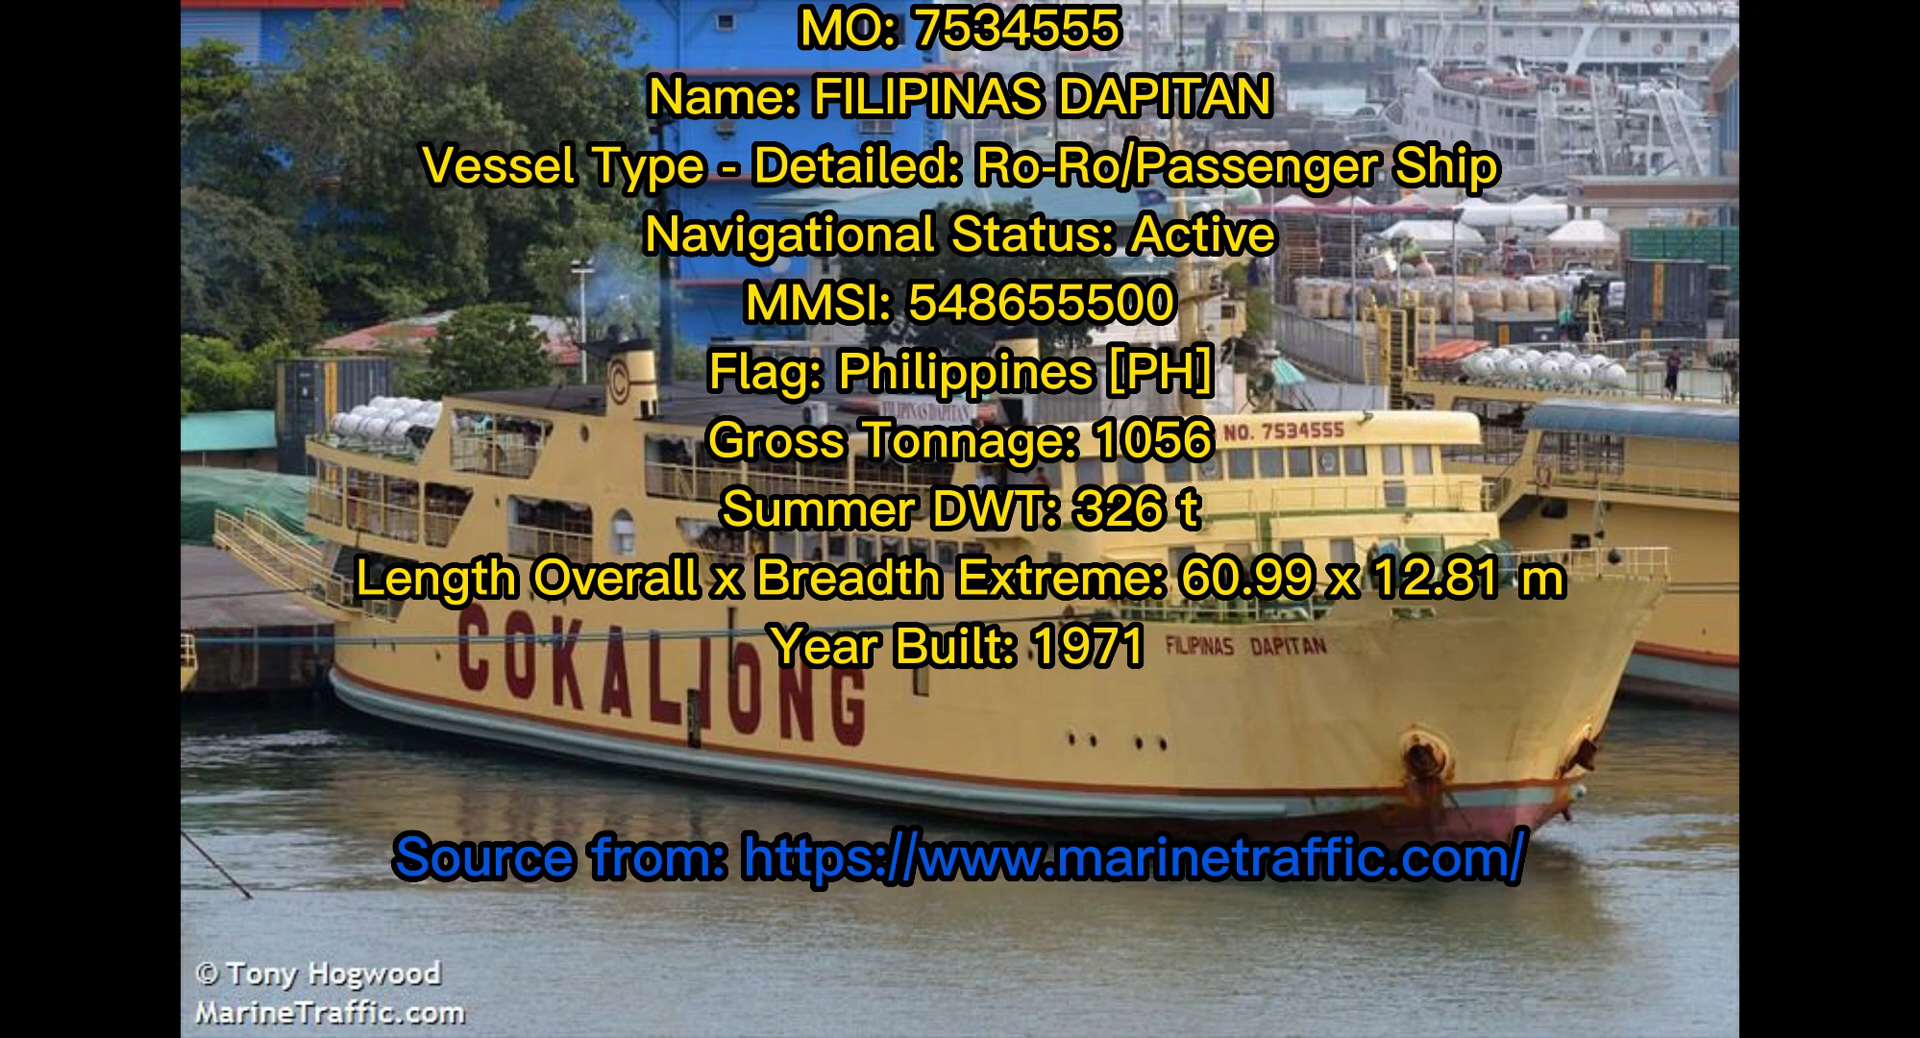 MO: 7534555
Name: FILIPINAS DAPITAN
Vessel Type - Detailed: Ro-Ro/Passenger Ship
Navigational Status: Active
MMSI: 548655500
Flag: Philippines [PH]
FILIPINAS DAPITAN
Gross Tonnage: 1056
NO. 7534555
Summer DWT: 326 t
Length Overall x Breadth Extreme: 60.99 x 12.81 m
Year Built: 1971
FILIPINAS DAPITAN
COKALIONG
Source from: https://www.marinetraffic.com/
© Tony Hogwood
MarineTraffic.com